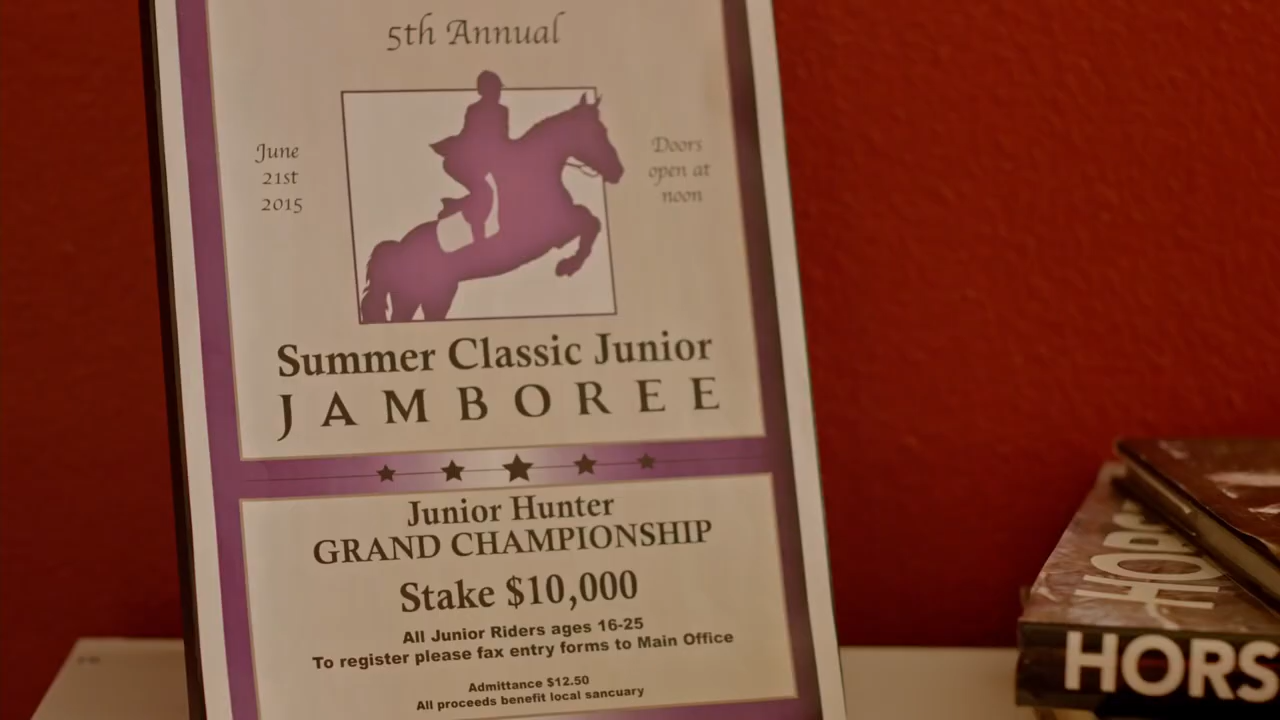 5th Annual
June
21st
2015
Doors
open at
noon
Summer Classic Junior
JAMBOREE
Junior Hunter
GRAND CHAMPIONSHIP
Stake $10,000
All Junior Riders ages 16-25
To register please fax entry forms to Main Office
Admittance $12.50
All proceeds benefit local sancuary
HORS
HORS